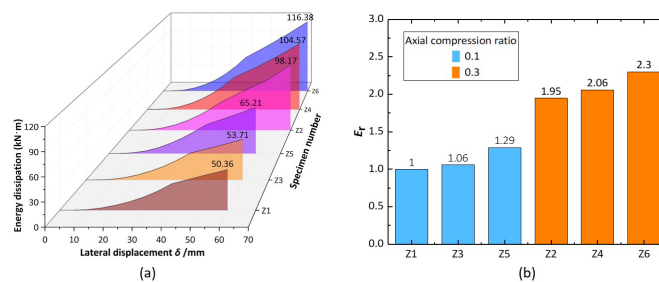 116.38
104.57
98.17
65.21
53.71
50.36
Z6
Z4
Z2
Z5
Z3
Z1
Specimen number
120
90
60
30
0
Energy dissipation (kN·m)
0 10 20 30 40 50 60 70
Lateral displacement δ /mm
(a)
3.0
2.5
2.0
1.5
1.0
0.5
0.0
Er
Axial compression ratio
0.1
0.3
1 1.06 1.29 1.95 2.06 2.3
Z1 Z3 Z5 Z2 Z4 Z6
(b)